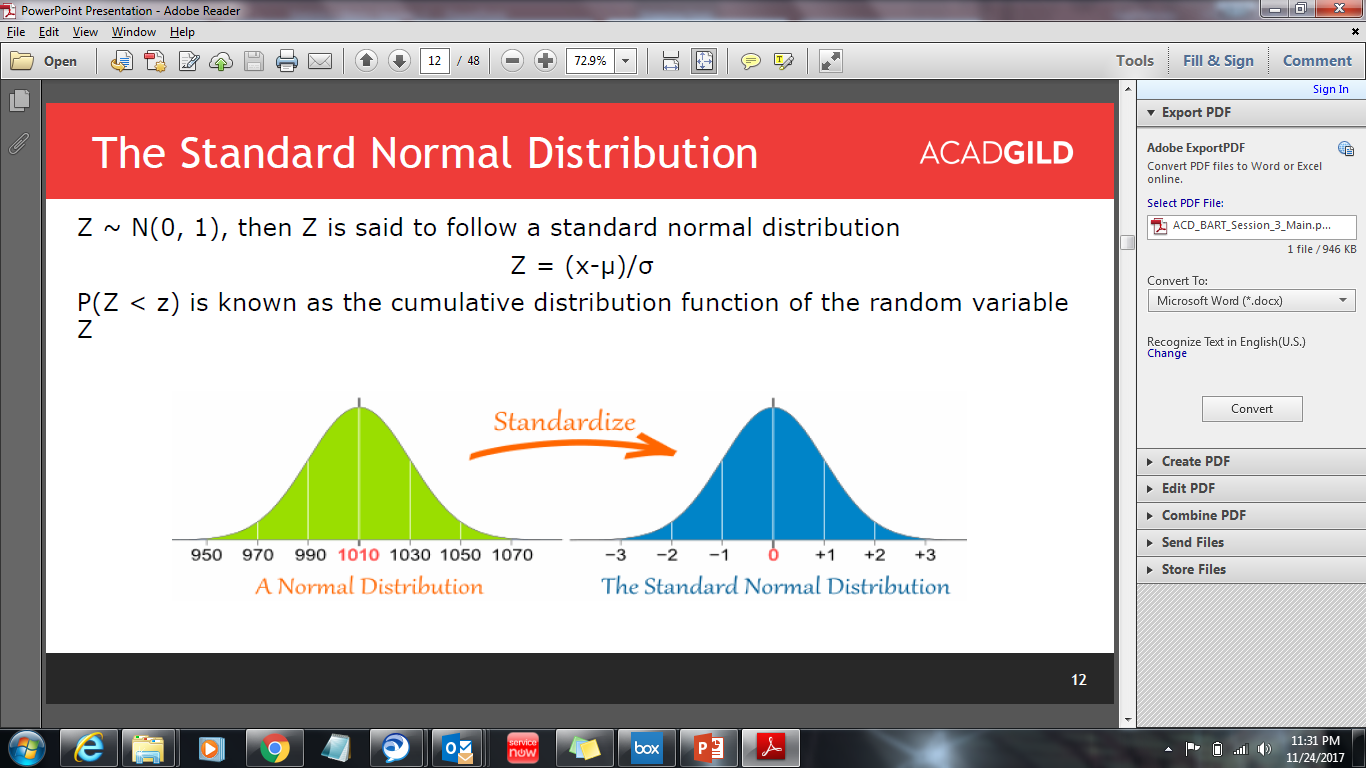 PowerPoint Presentation - Adobe Reader
File Edit View Window Help
Open 12 / 48 72.9% Tools Fill & Sign Comment
Sign In
The Standard Normal Distribution
ACADGILD
Z ~ N(0, 1), then Z is said to follow a standard normal distribution
Z = (x-μ)/σ
P(Z < z) is known as the cumulative distribution function of the random variable
Z
Standardize
950 970 990 1010 1030 1050 1070
A Normal Distribution
−3 −2 −1 0 +1 +2 +3
The Standard Normal Distribution
12
Export PDF
Adobe ExportPDF
Convert PDF files to Word or Excel
online.
Select PDF File:
ACD_BART_Session_3_Main.p...
1 file / 946 KB
Convert To:
Microsoft Word (*.docx)
Recognize Text in English(U.S.)
Change
Convert
Create PDF
Edit PDF
Combine PDF
Send Files
Store Files
service
now
box
11:31 PM
11/24/2017